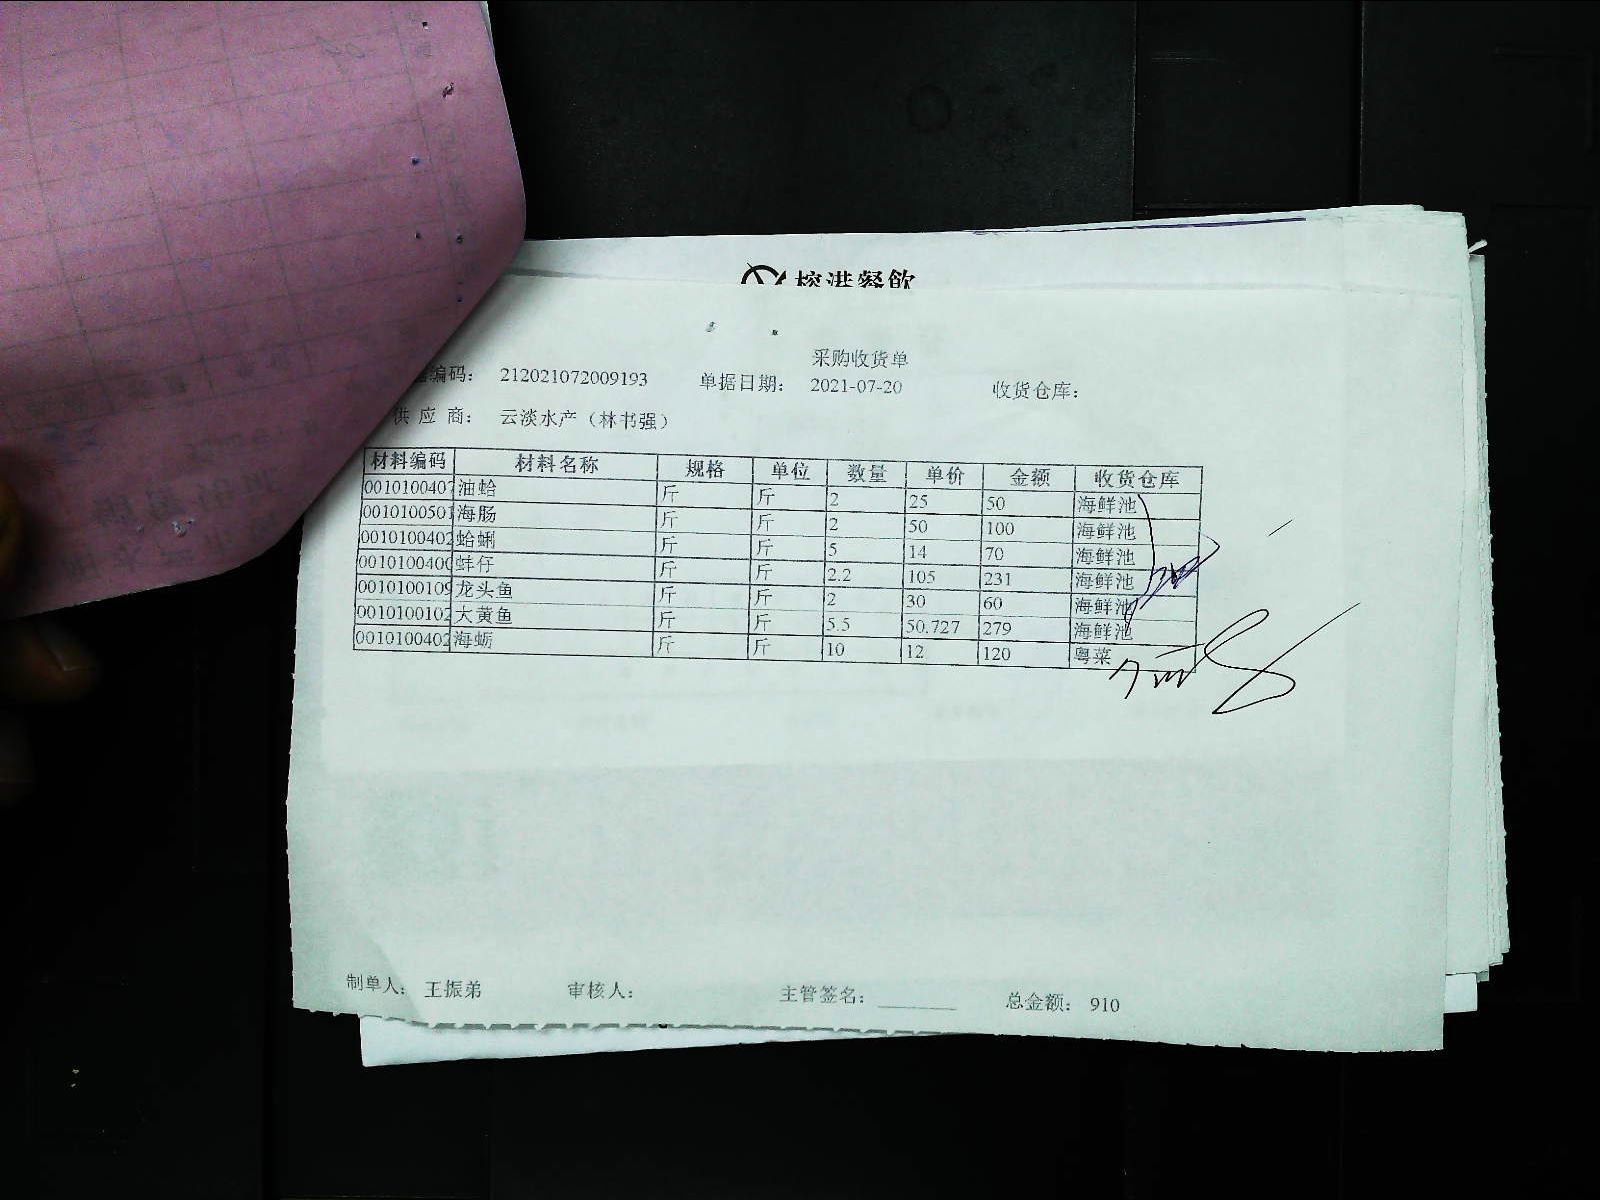 榕港餐飲
采购收货单
编码： 212021072009193 单据日期： 2021-07-20 收货仓库：
供 应 商： 云淡水产（林书强）
材料编码 材料名称 规格 单位 数量 单价 金额 收货仓库
0010100407 油蛤 斤 斤 2 25 50 海鲜池
0010100501 海肠 斤 斤 2 50 100 海鲜池
0010100402 蛤蜊 斤 斤 5 14 70 海鲜池
0010100400 蚌仔 斤 斤 2.2 105 231 海鲜池
0010100109 龙头鱼 斤 斤 2 30 60 海鲜池
0010100102 大黄鱼 斤 斤 5.5 50.727 279 海鲜池
0010100402 海蛎 斤 斤 10 12 120 粤菜
制单人： 王振弟 审核人： 主管签名： 总金额： 910